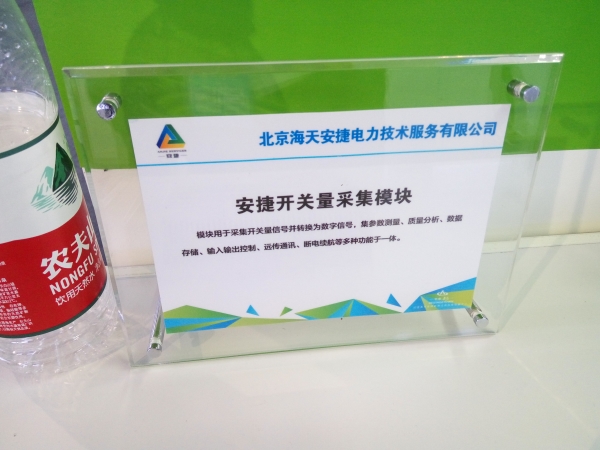 北京海天安捷电力技术服务有限公司
安捷开关量采集模块
模块用于采集开关量信号并转换为数字信号，集参数测量、质量分析、数据
存储、输入输出控制、远传通讯、断电续航等多种功能于一体。
农夫山
NONGFU
饮用天然水